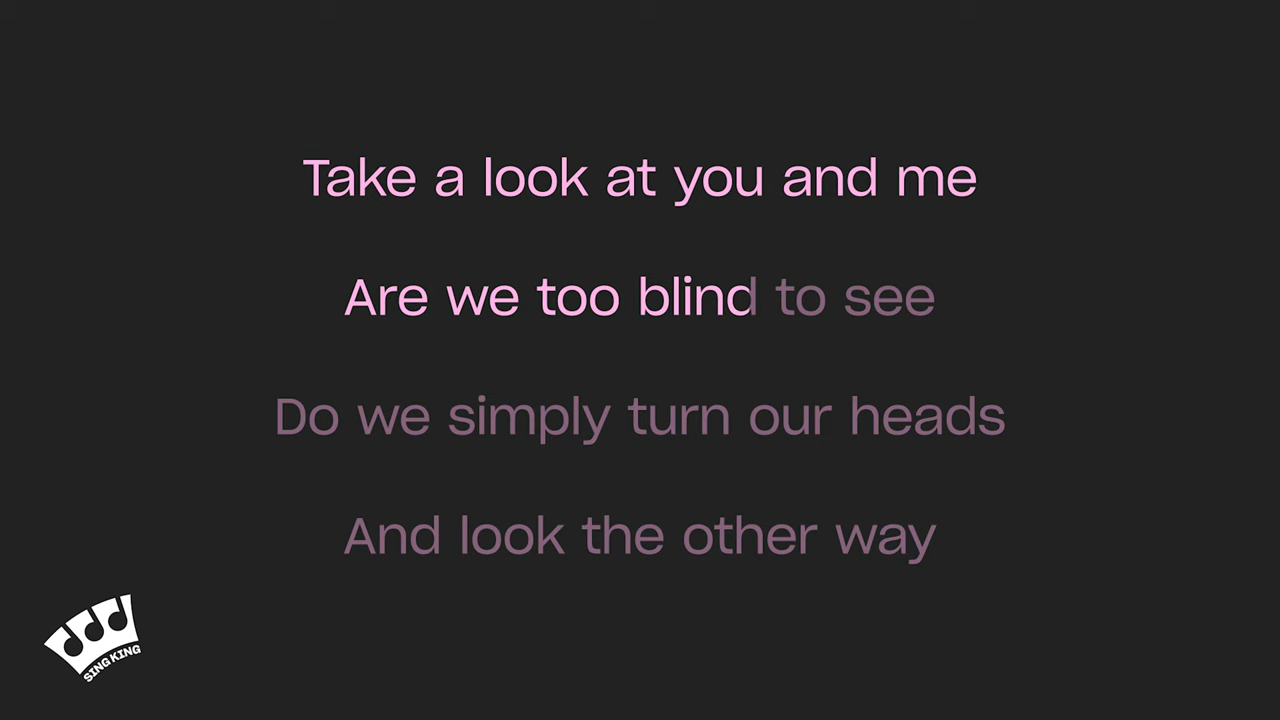 Take a look at you and me
Are we too blind to see
Do we simply turn our heads
And look the other way
SING KING